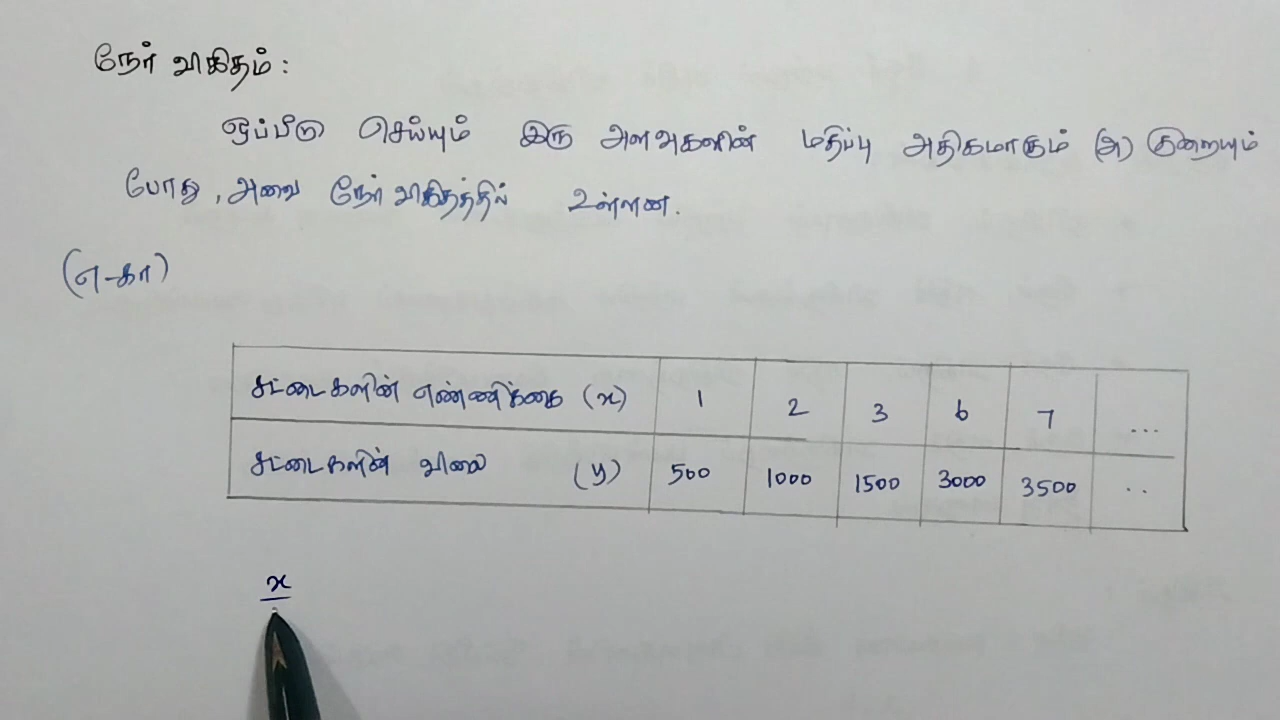 நேர் விகிதம் :
ஒப்பீடு செய்யும் இரு அளவுகளின் மதிப்பு அதிகமாகும் (அ) குறையும்
போது , அவை நேர் விகிதத்தில் உள்ளன.
(எ-கா)
சட்டைகளின் எண்ணிக்கை (x) 1 2 3 6 7 ...
சட்டைகளின் விலை (y) 500 1000 1500 3000 3500 ..
x